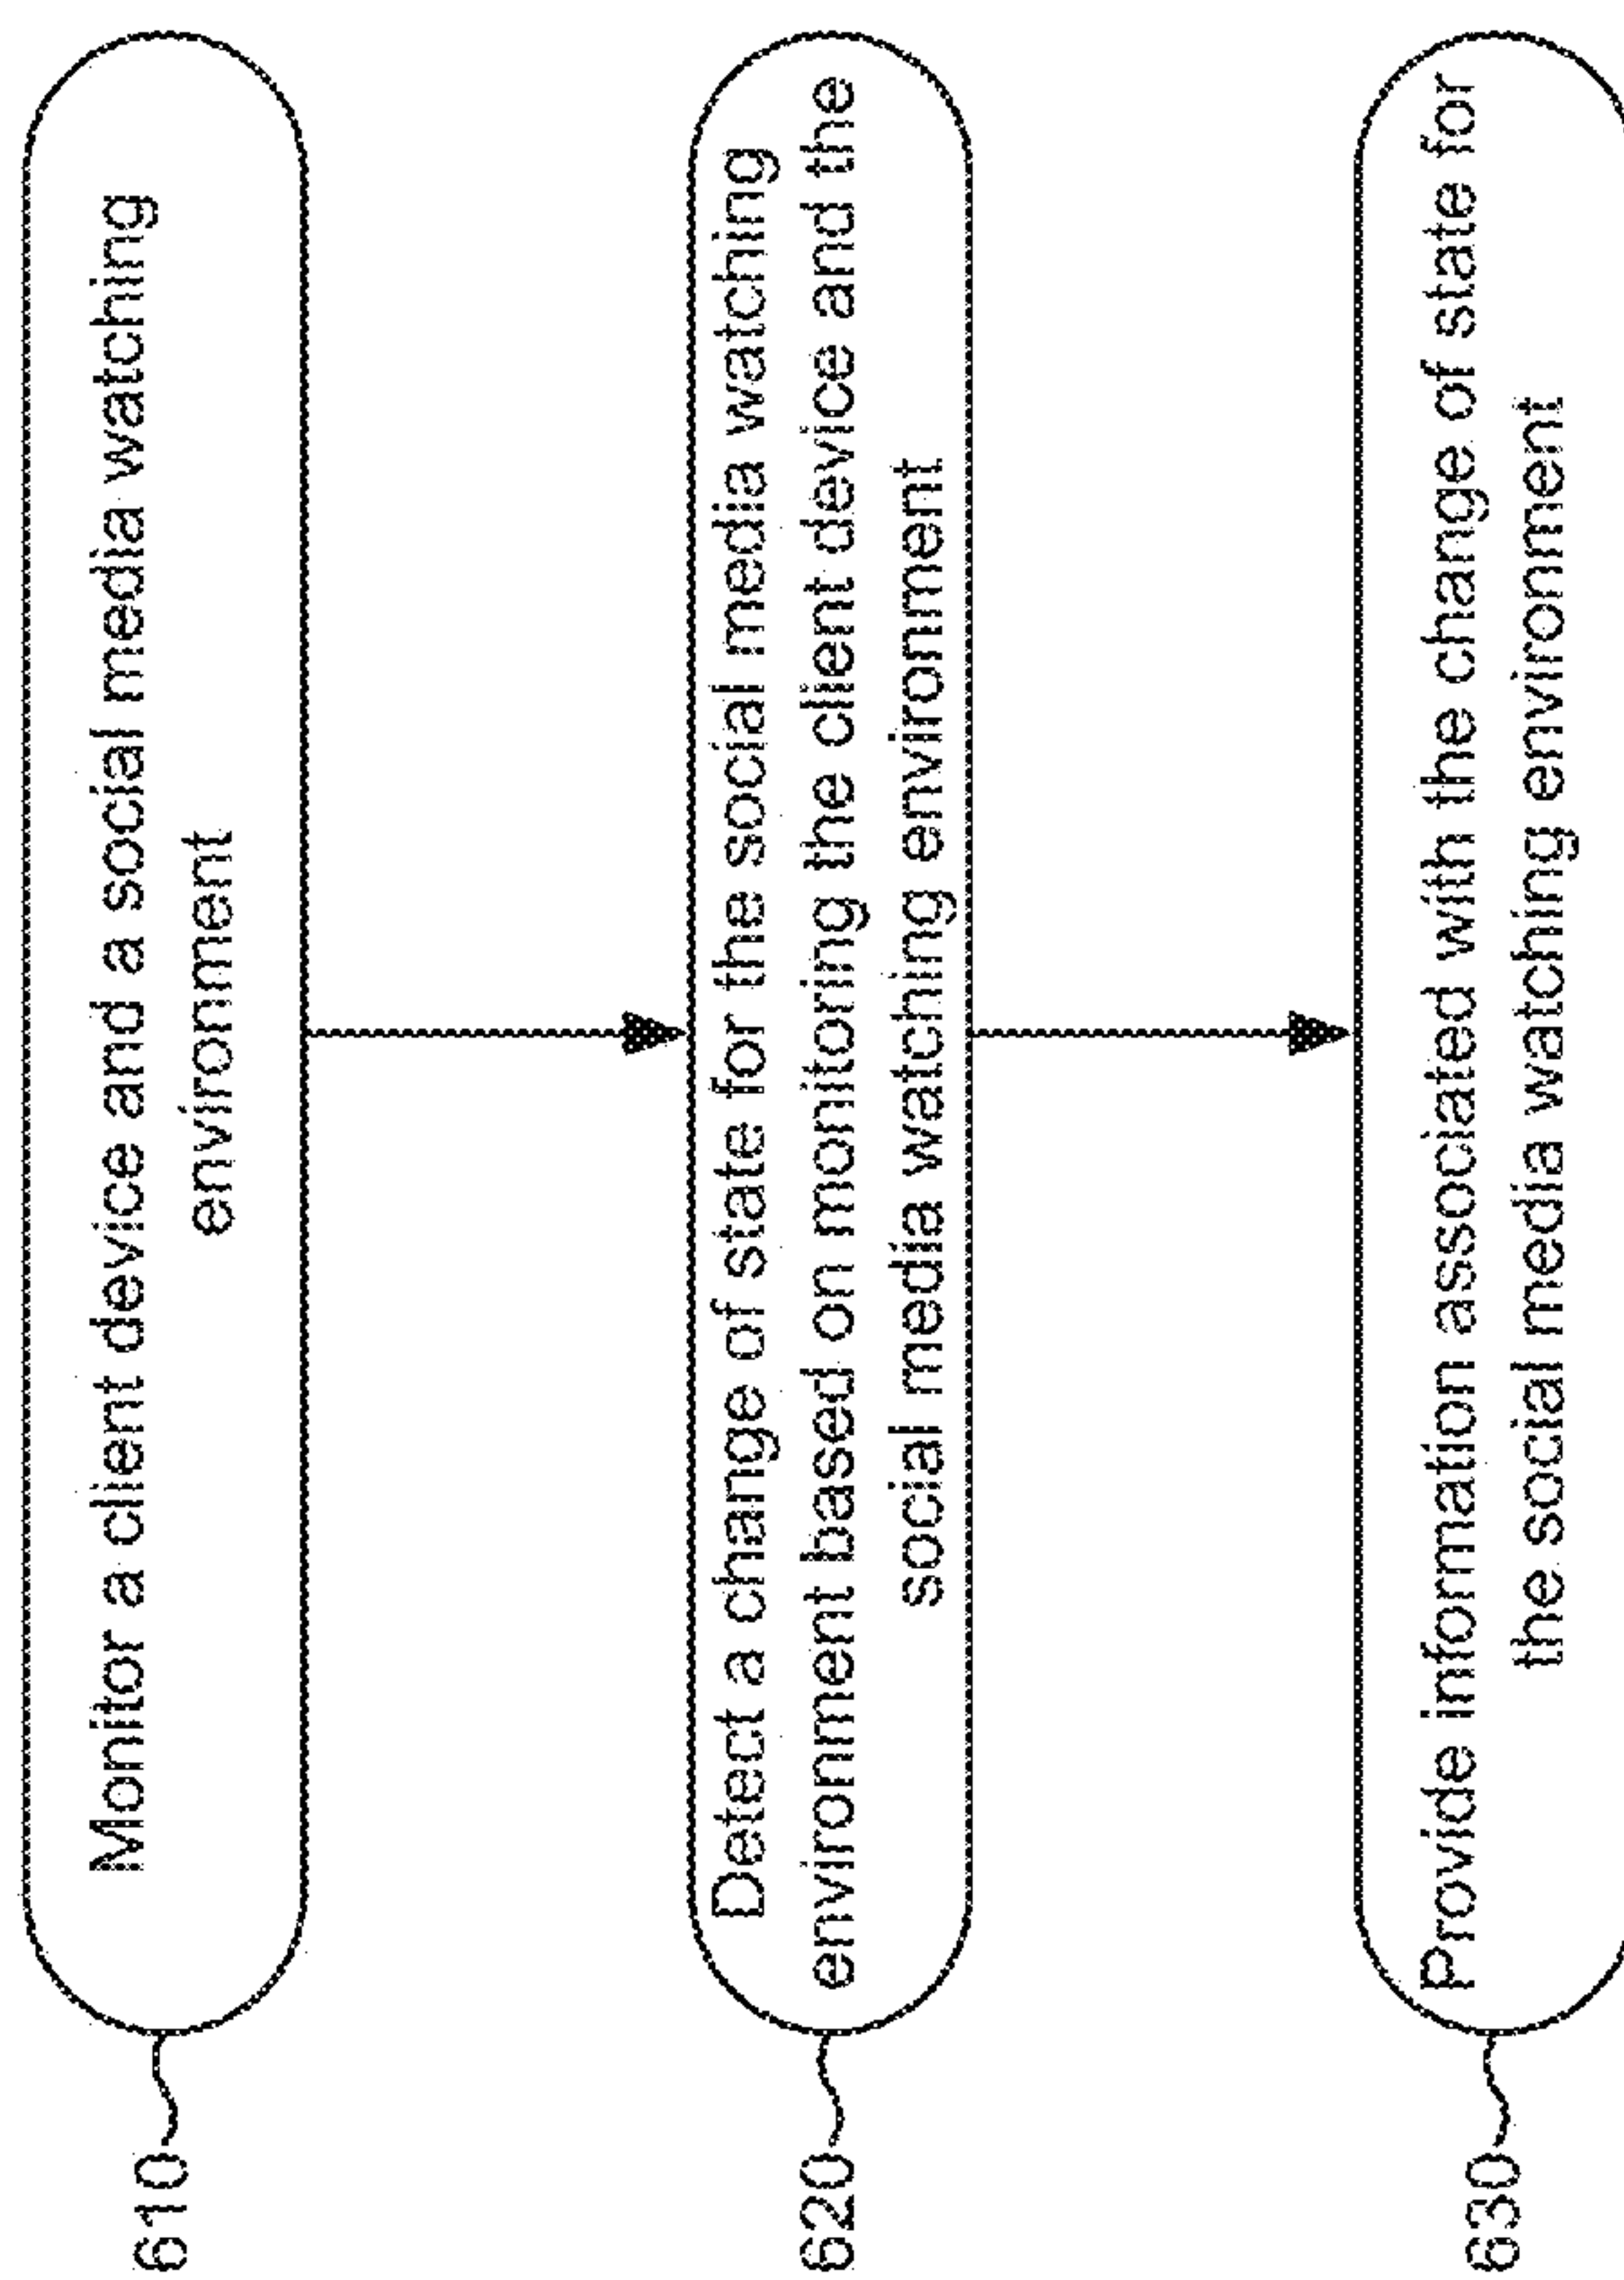 610
Monitor a client device and a social media watching
environment
620
Detect a change of state for the social media watching
environment based on monitoring the client device and the
social media watching environment
630
Provide information associated with the change of state for
the social media watching environment